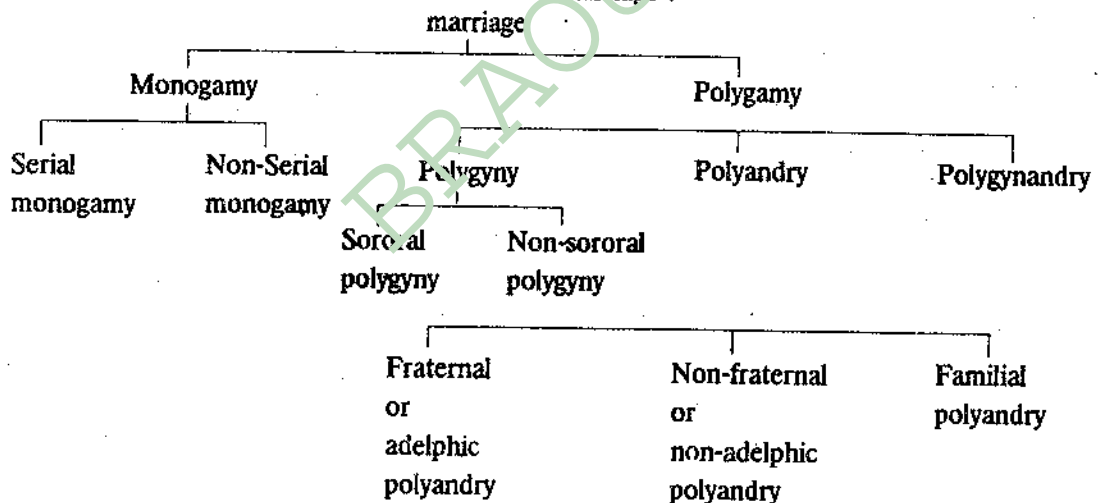 marriage
Monogamy
Polygamy
Serial
monogamy
Non-Serial
monogamy
Polygyny
Polyandry
Polygynandry
Sororal
polygyny
Non-sororal
polygyny
Fraternal
or
adelphic
polyandry
Non-fraternal
or
non-adelphic
polyandry
Familial
polyandry